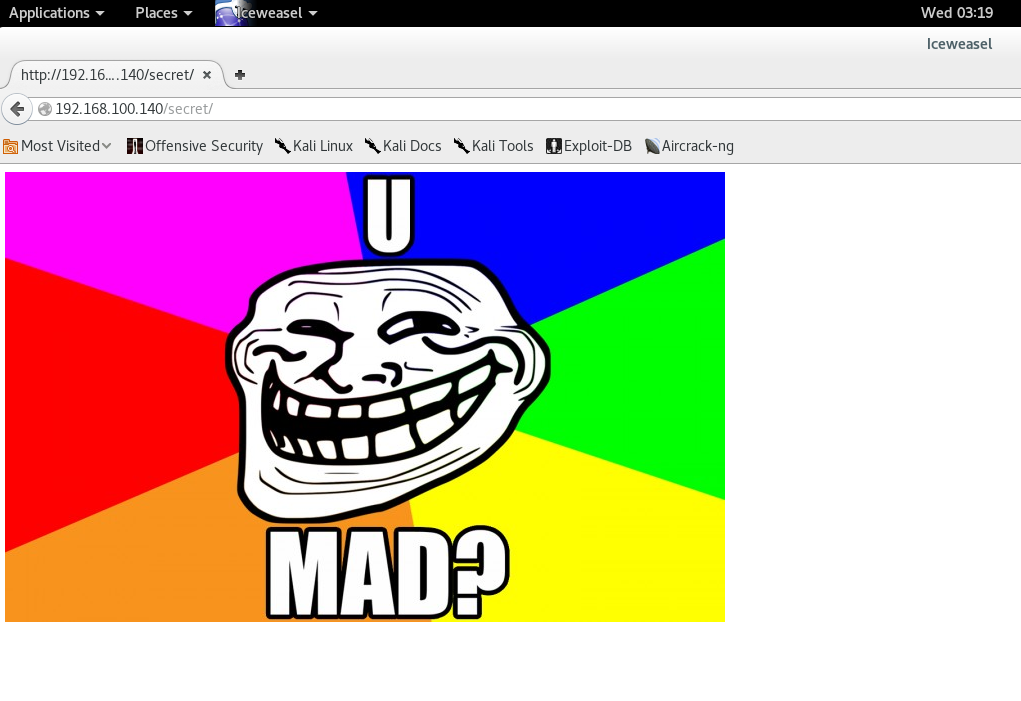 Applications Places Iceweasel Wed 03:19
Iceweasel
http://192.16....140/secret/
192.168.100.140/secret/
Most Visited Offensive Security Kali Linux Kali Docs Kali Tools Exploit-DB Aircrack-ng
U
MAD?